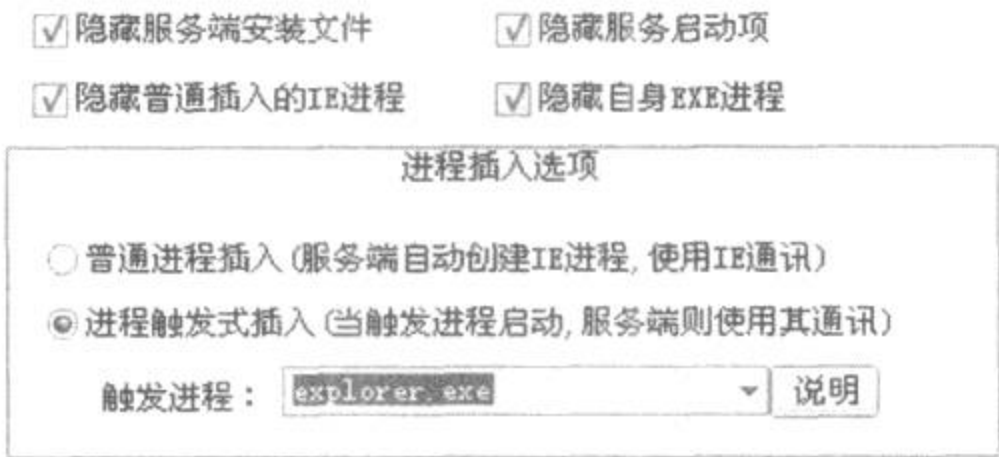 隐藏服务端安装文件 隐藏服务启动项
隐藏普通插入的IE进程 隐藏自身EXE进程
进程插入选项
普通进程插入(服务端自动创建IE进程,使用IE通讯)
进程触发式插入(当触发进程启动,服务端则使用其通讯)
触发进程： explorer.exe 说明